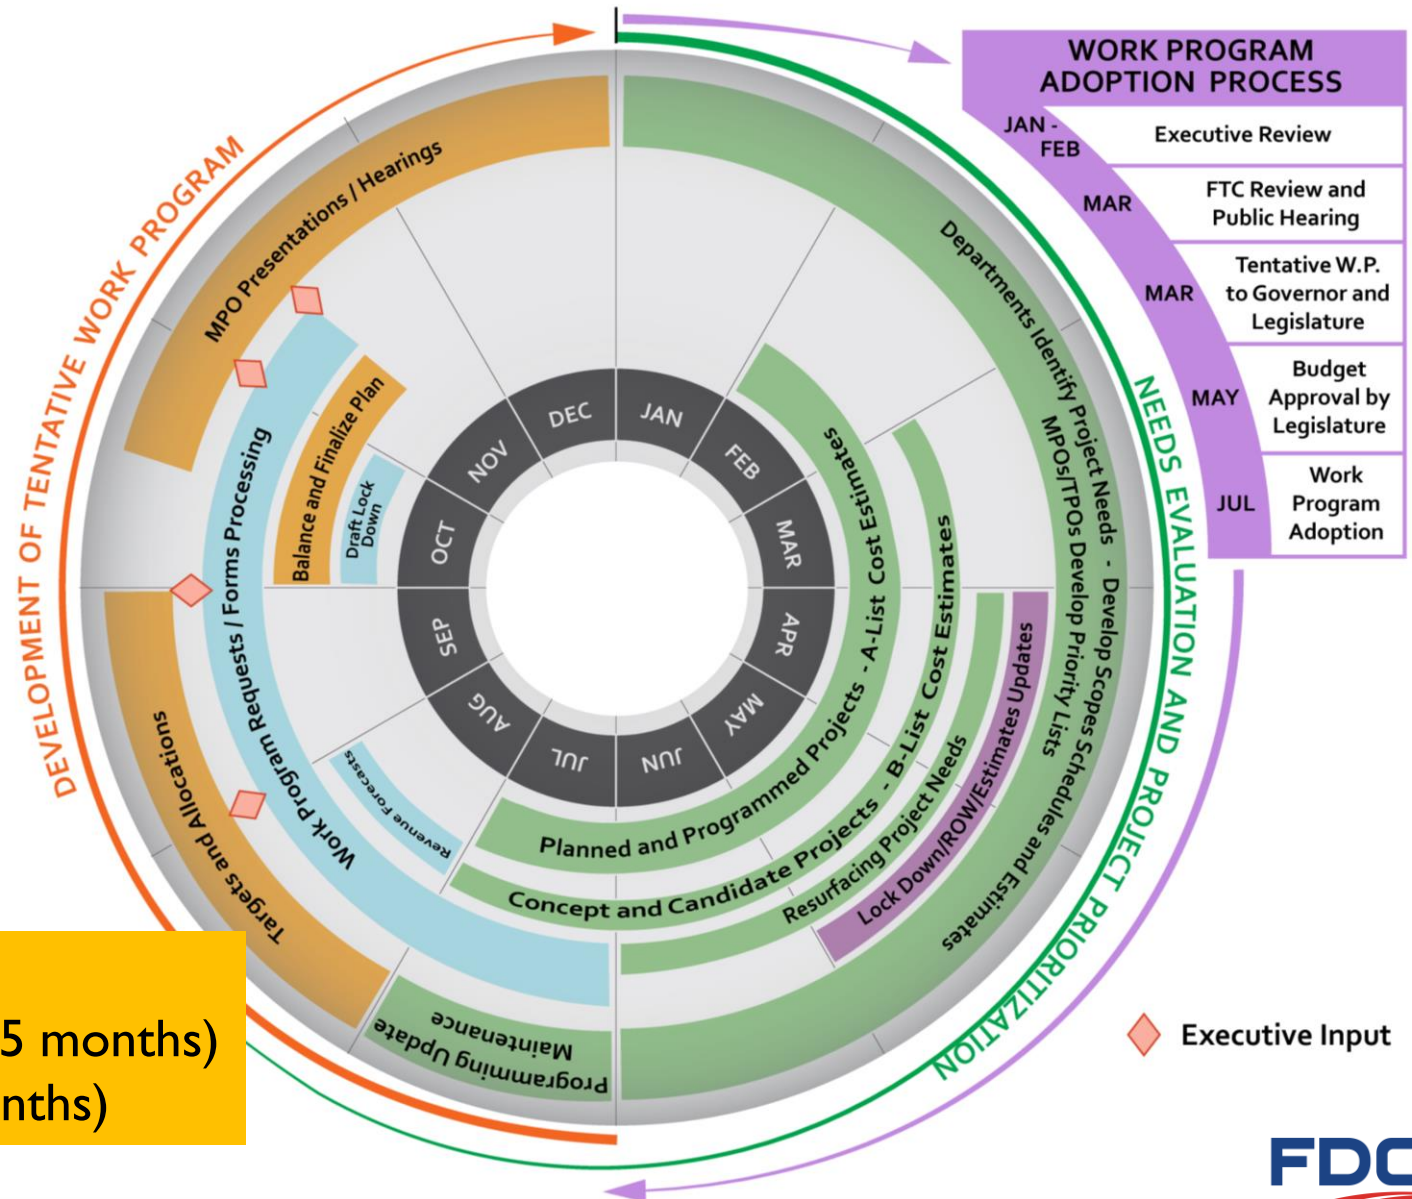 WORK PROGRAM
ADOPTION PROCESS
JAN -
FEB
Executive Review
MAR
FTC Review and
Public Hearing
MAR
Tentative W.P.
to Governor and
Legislature
MAY
Budget
Approval by
Legislature
JUL
Work
Program
Adoption
DEVELOPMENT OF TENTATIVE WORK PROGRAM
NEEDS EVALUATION AND PROJECT PRIORITIZATION
MPO Presentations / Hearings
Work Program Requests / Forms Processing
Balance and Finalize Plan
Draft Lock
Down
Targets and Allocations
Revenue Forecasts
Programming Update
Maintenance
Departments Identify Project Needs - Develop Scopes Schedules and Estimates
MPOs/TPOs Develop Priority Lists
Planned and Programmed Projects - A-List Cost Estimates
Concept and Candidate Projects - B-List Cost Estimates
Resurfacing Project Needs
Lock Down/ROW/Estimates Updates
JAN
FEB
MAR
APR
MAY
JUN
JUL
AUG
SEP
OCT
NOV
DEC
5 months)
nths)
Executive Input
FDO